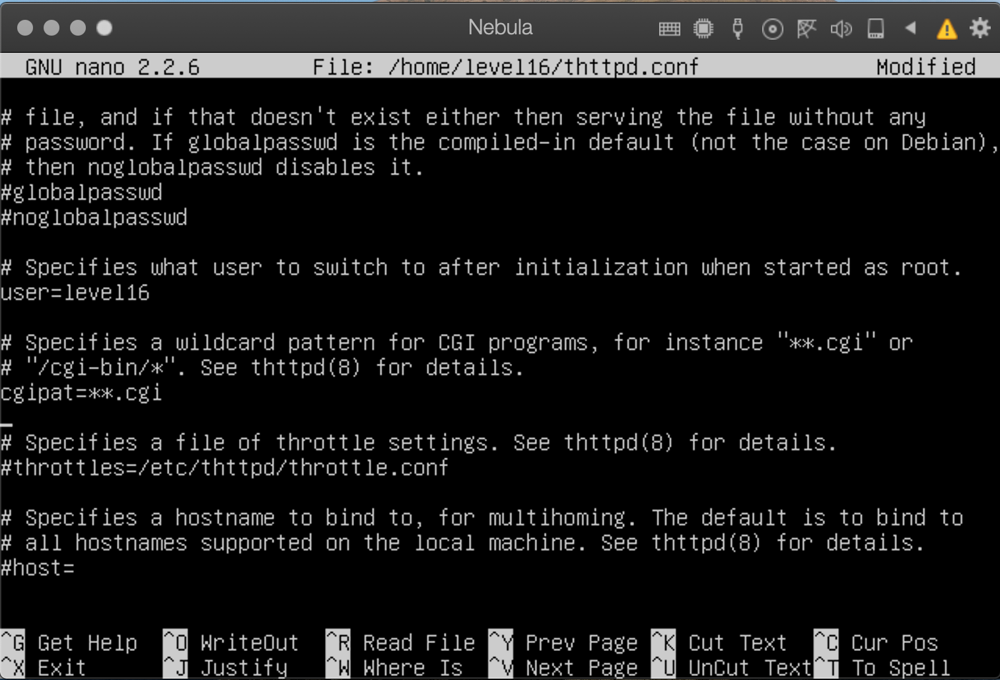 Nebula
GNU nano 2.2.6 File: /home/level16/thttpd.conf Modified
# file, and if that doesn't exist either then serving the file without any
# password. If globalpasswd is the compiled-in default (not the case on Debian),
# then noglobalpasswd disables it.
#globalpasswd
#noglobalpasswd
# Specifies what user to switch to after initialization when started as root.
user=level16
# Specifies a wildcard pattern for CGI programs, for instance "**.cgi" or
# "/cgi-bin/*". See thttpd(8) for details.
cgipat=**.cgi
# Specifies a file of throttle settings. See thttpd(8) for details.
#throttles=/etc/thttpd/throttle.conf
# Specifies a hostname to bind to, for multihoming. The default is to bind to
# all hostnames supported on the local machine. See thttpd(8) for details.
#host=
^G Get Help ^O WriteOut ^R Read File ^Y Prev Page ^K Cut Text ^C Cur Pos
^X Exit ^J Justify ^W Where Is ^V Next Page ^U UnCut Text ^T To Spell